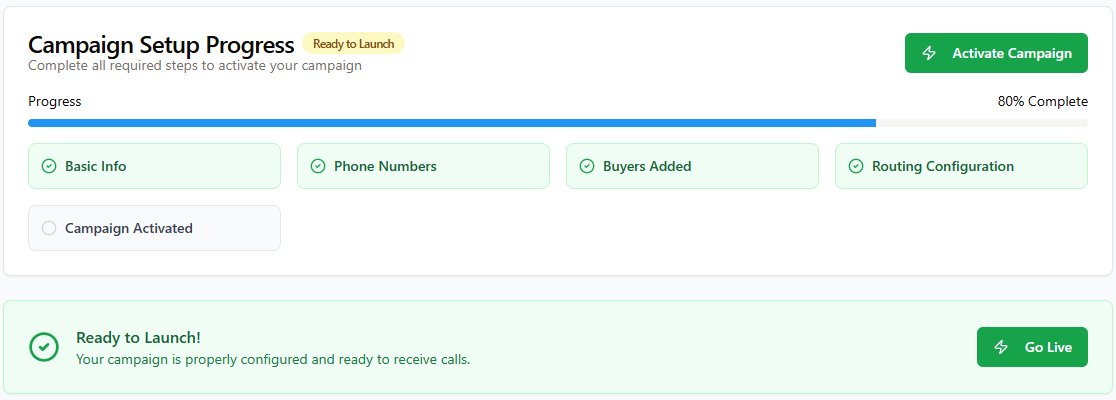 Campaign Setup Progress Ready to Launch
Complete all required steps to activate your campaign
Activate Campaign
Progress 80% Complete
Basic Info Phone Numbers Buyers Added Routing Configuration
Campaign Activated
Ready to Launch!
Your campaign is properly configured and ready to receive calls.
Go Live